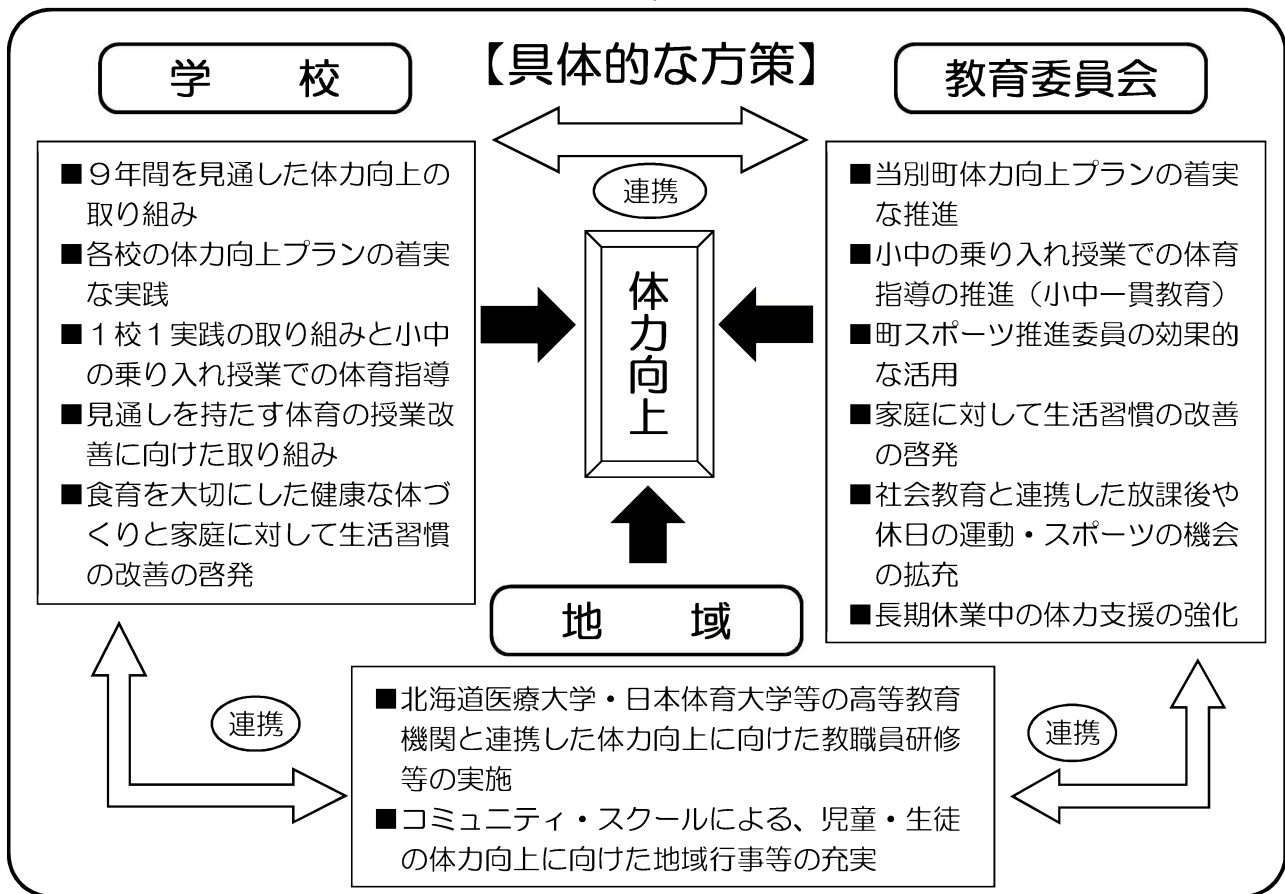 【具体的な方策】
学　校
■９年間を見通した体力向上の
取り組み
■各校の体力向上プランの着実
な実践
■１校１実践の取り組みと小中
の乗り入れ授業での体育指導
■見通しを持たす体育の授業改
善に向けた取り組み
■食育を大切にした健康な体づ
くりと家庭に対して生活習慣
の改善の啓発
連携
体力向上
教育委員会
■当別町体力向上プランの着実
な推進
■小中の乗り入れ授業での体育
指導の推進（小中一貫教育）
■町スポーツ推進委員の効果的
な活用
■家庭に対して生活習慣の改善
の啓発
■社会教育と連携した放課後や
休日の運動・スポーツの機会
の拡充
■長期休業中の体力支援の強化
地　域
連携
■北海道医療大学・日本体育大学等の高等教育
機関と連携した体力向上に向けた教職員研修
等の実施
■コミュニティ・スクールによる、児童・生徒
の体力向上に向けた地域行事等の充実
連携